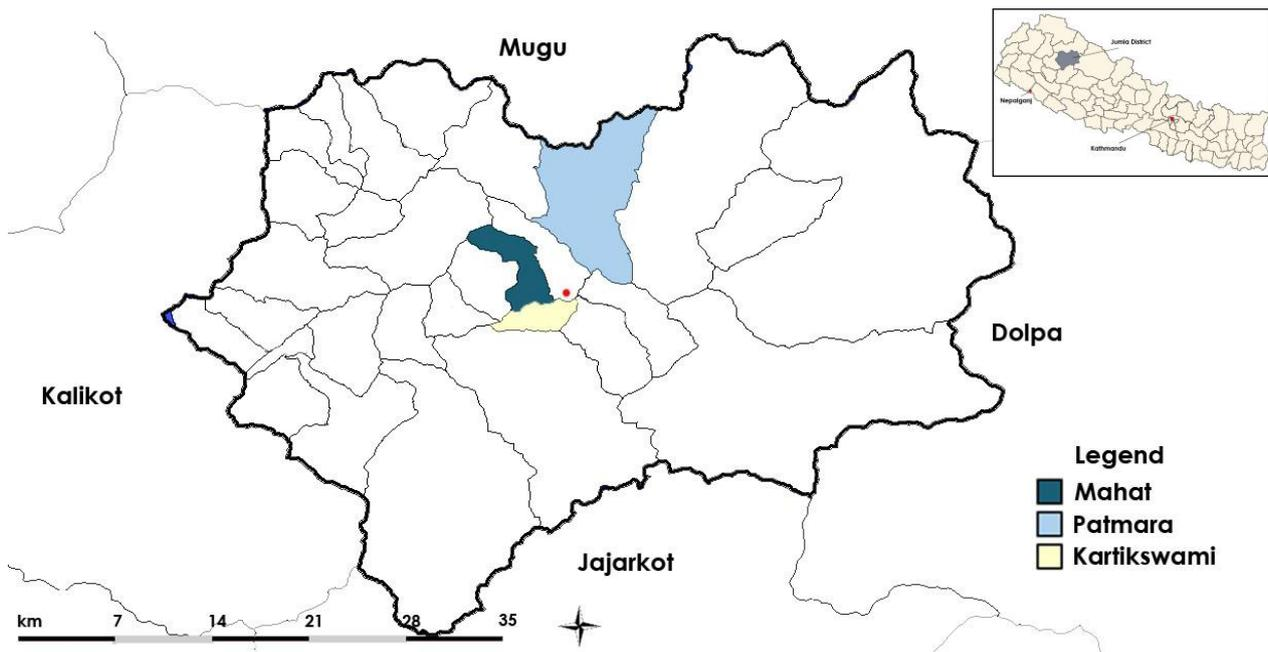 Mugu
Jumla District
Nepalganj
Kathmandu
Dolpa
Kalikot
Legend
Mahat
Patmara
Kartikswami
Jajarkot
km 7 14 21 28 35